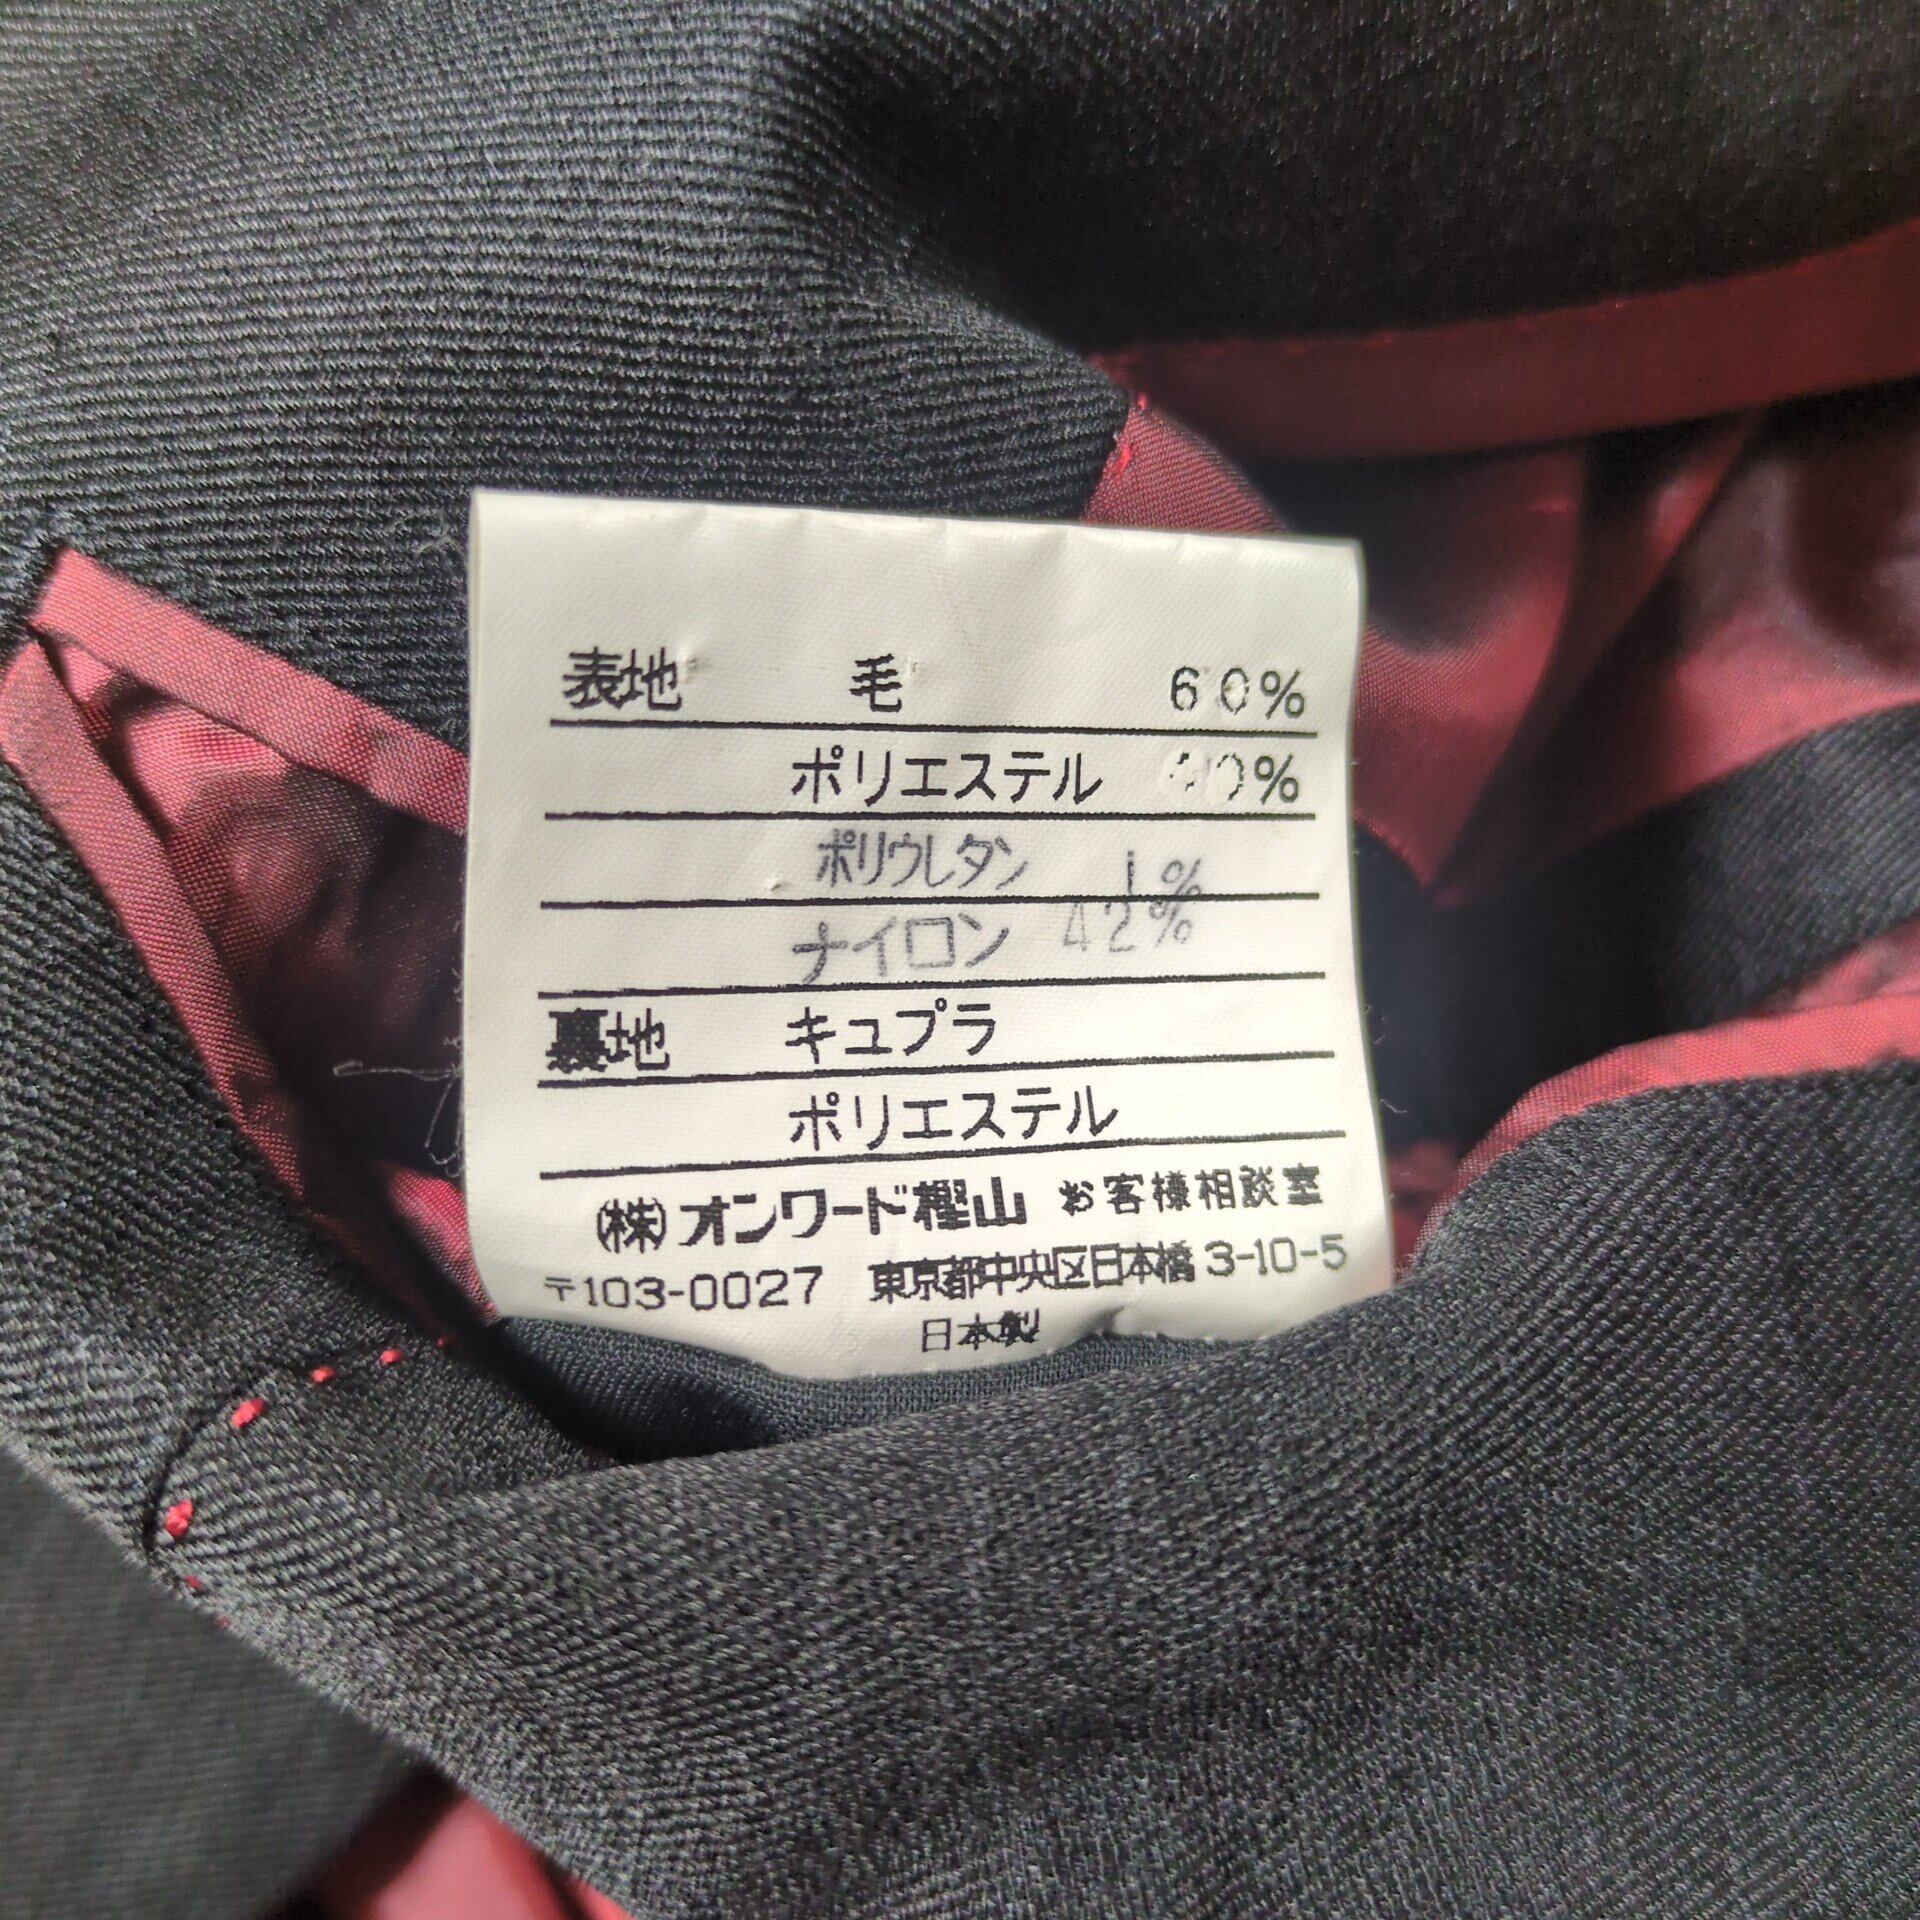 表地 毛 60%
ポリエステル 40%
ポリウレタン 1%
ナイロン 42%
裏地 キュプラ
ポリエステル
(株)オンワード樫山 お客様相談室
〒103-0027 東京都中央区日本橋3-10-5
日本製